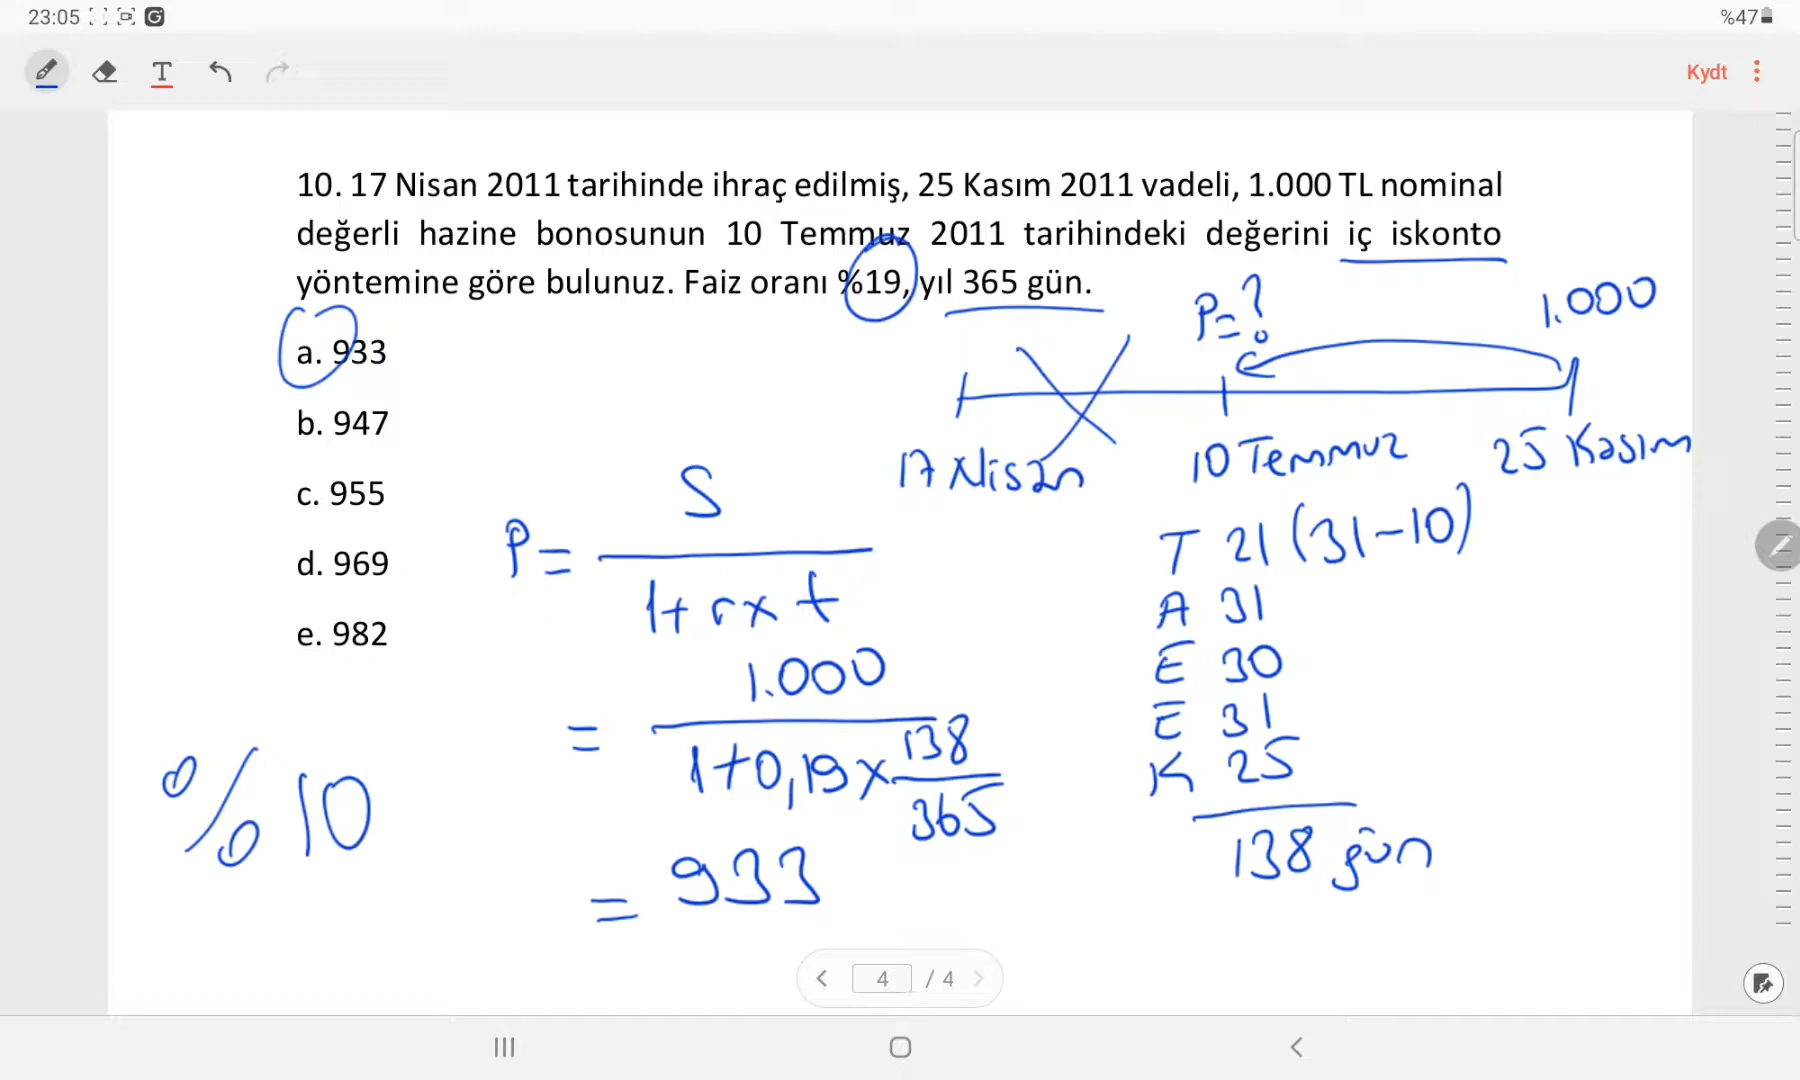 23:05
%47
T
Kydt
10. 17 Nisan 2011 tarihinde ihraç edilmiş, 25 Kasım 2011 vadeli, 1.000 TL nominal
değerli hazine bonosunun 10 Temmuz 2011 tarihindeki değerini iç iskonto
yöntemine göre bulunuz. Faiz oranı %19, yıl 365 gün.
a. 933
b. 947
c. 955
d. 969
e. 982
P=?
1.000
17 Nisan
10 Temmuz
25 Kasım
P = S
1+rxt
= 1.000
1+0,19x 138
365
= 933
T 21 (31-10)
A 31
E 30
E 31
K 25
138 gün
%10
4 / 4